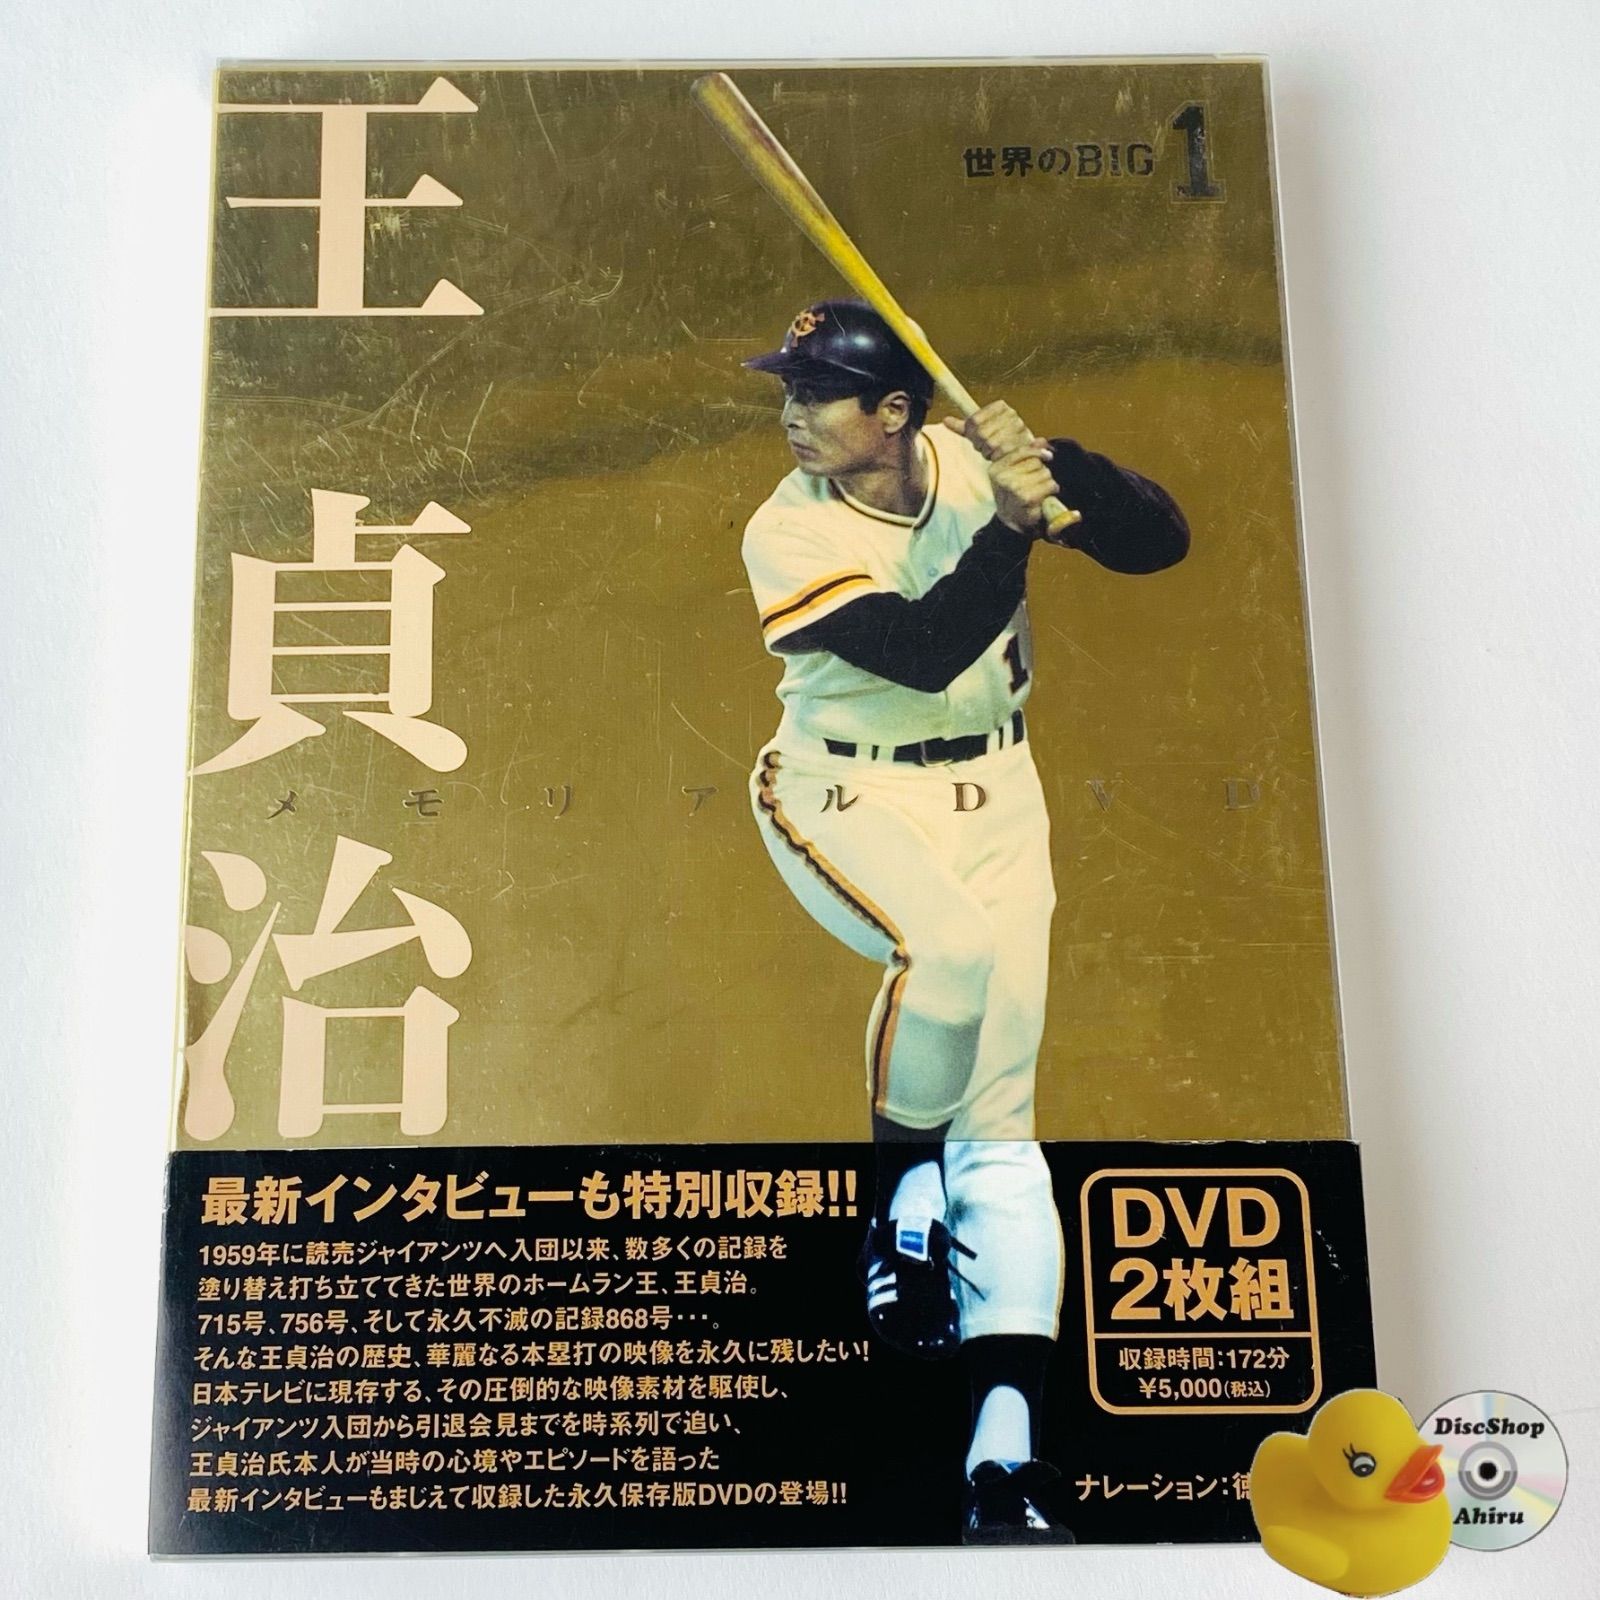 王貞治
世界のBIG 1
メモリアルDVD
1
最新インタビューも特別収録!!
1959年に読売ジャイアンツへ入団以来、数多くの記録を
塗り替え打ち立ててきた世界のホームラン王、王貞治。
715号、756号、そして永久不滅の記録868号・・・。
そんな王貞治の歴史、華麗なる本塁打の映像を永久に残したい!
日本テレビに現存する、その圧倒的な映像素材を駆使し、
ジャイアンツ入団から引退会見までを時系列で追い、
王貞治氏本人が当時の心境やエピソードを語った
最新インタビューもまじえて収録した永久保存版DVDの登場!!
DVD
2枚組
収録時間:172分
¥5,000(税込)
ナレーション:徳
DiscShop
Ahiru